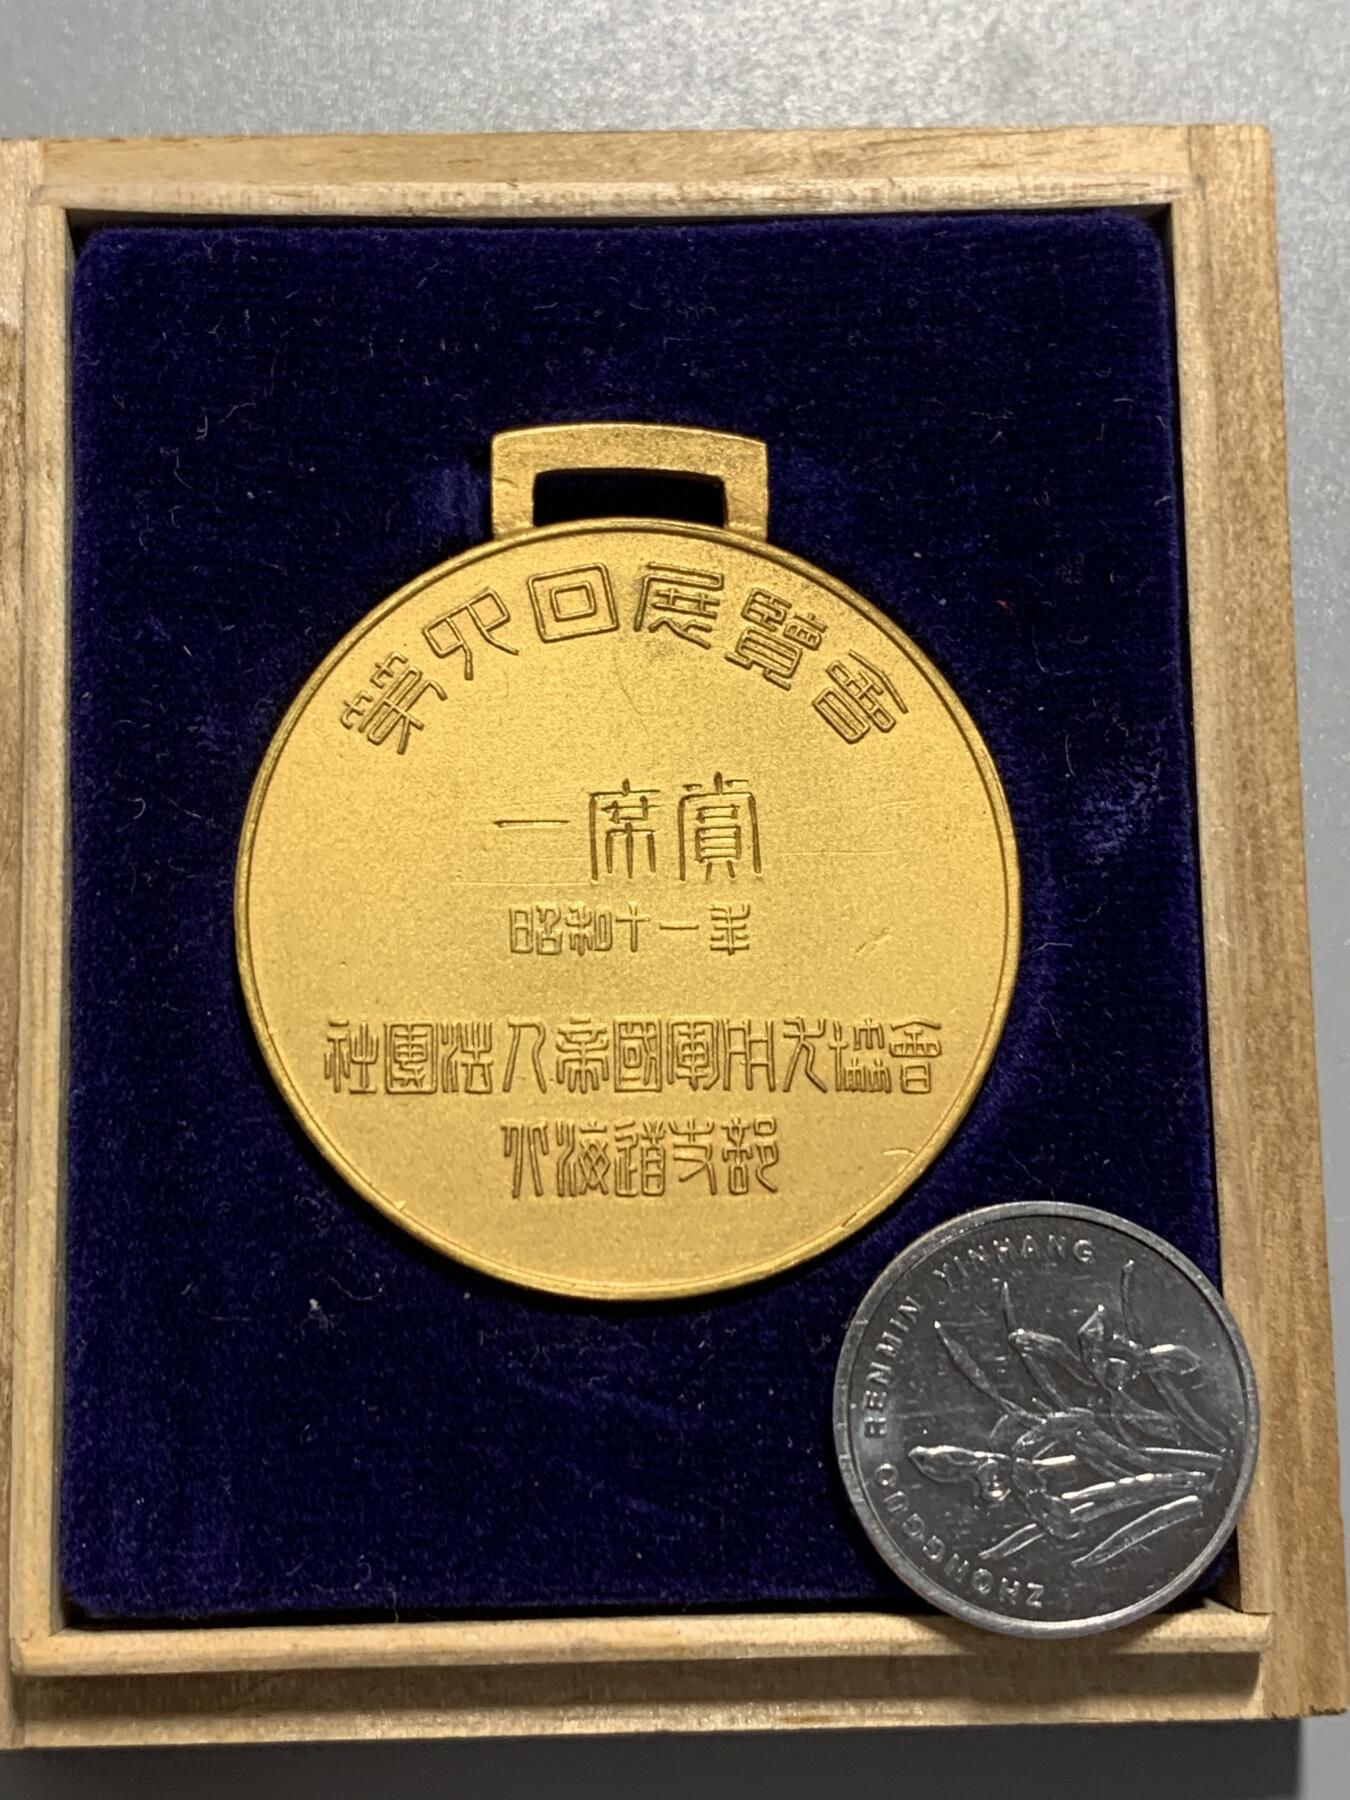 第回展覽會
一席賞
昭和十一年
社團法人帝國軍用犬協會
北海道支部
ZHONGGUO RENMIN YINHANG